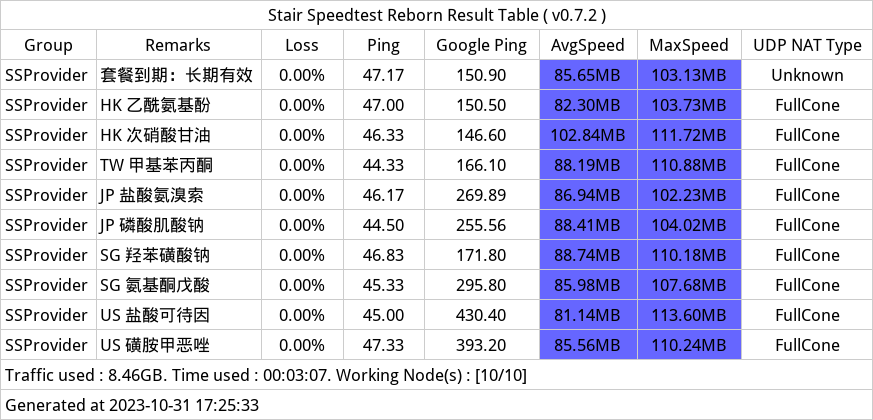 Stair Speedtest Reborn Result Table ( v0.7.2 )
Group Remarks Loss Ping Google Ping AvgSpeed MaxSpeed UDP NAT Type
SSProvider 套餐到期：长期有效 0.00% 47.17 150.90 85.65MB 103.13MB Unknown
SSProvider HK 乙酰氨基酚 0.00% 47.00 150.50 82.30MB 103.73MB FullCone
SSProvider HK 次硝酸甘油 0.00% 46.33 146.60 102.84MB 111.72MB FullCone
SSProvider TW 甲基苯丙酮 0.00% 44.33 166.10 88.19MB 110.88MB FullCone
SSProvider JP 盐酸氨溴索 0.00% 46.17 269.89 86.94MB 102.23MB FullCone
SSProvider JP 磷酸肌酸钠 0.00% 44.50 255.56 88.41MB 104.02MB FullCone
SSProvider SG 羟苯磺酸钠 0.00% 46.83 171.80 88.74MB 110.18MB FullCone
SSProvider SG 氨基酮戊酸 0.00% 45.33 295.80 85.98MB 107.68MB FullCone
SSProvider US 盐酸可待因 0.00% 45.00 430.40 81.14MB 113.60MB FullCone
SSProvider US 磺胺甲恶唑 0.00% 47.33 393.20 85.56MB 110.24MB FullCone
Traffic used : 8.46GB. Time used : 00:03:07. Working Node(s) : [10/10]
Generated at 2023-10-31 17:25:33